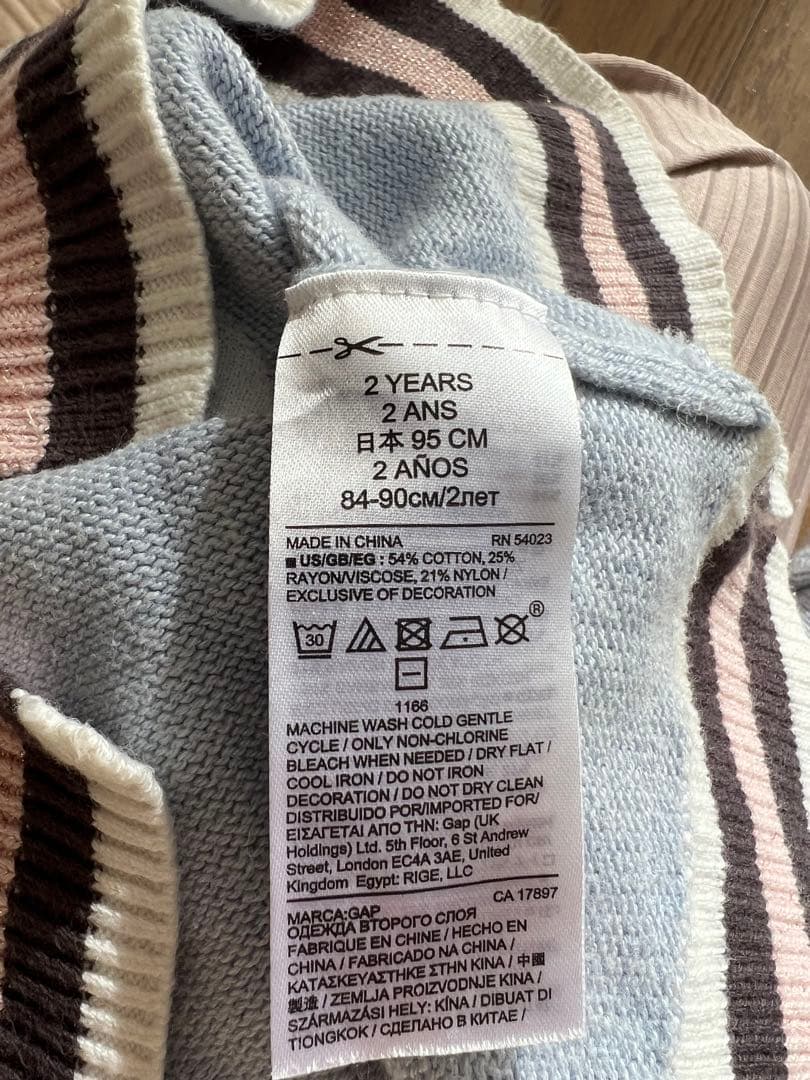 2 YEARS
2 ANS
日本 95 CM
2 AÑOS
84-90см/2лет
MADE IN CHINA RN 54023
US/GB/EG : 54% COTTON, 25%
RAYON/VISCOSE, 21% NYLON /
EXCLUSIVE OF DECORATION
30 ®
1166
MACHINE WASH COLD GENTLE
CYCLE / ONLY NON-CHLORINE
BLEACH WHEN NEEDED / DRY FLAT /
COOL IRON / DO NOT IRON
DECORATION / DO NOT DRY CLEAN
DISTRIBUIDO POR/IMPORTED FOR/
ΕΙΣΑΓΕΤΑΙ ΑΠΟ ΤΗΝ: Gap (UK
Holdings) Ltd. 5th Floor, 6 St Andrew
Street, London EC4A 3AE, United
Kingdom Egypt: RIGE, LLC
CA 17897
MARCA:GAP
ОДЕЖДА ВТОРОГО СЛОЯ
FABRIQUE EN CHINE / HECHO EN
CHINA / FABRICADO NA CHINA /
ΚΑΤΑΣΚΕΥΑΣΤΗΚΕ ΣΤΗΝ ΚΙΝΑ / 中國
製造 / ZEMLJA PROIZVODNJE KINA /
SZÁRMAZÁSI HELY: KÍNA / DIBUAT DI
TIONGKOK / СДЕЛАНО В КИТАЕ /